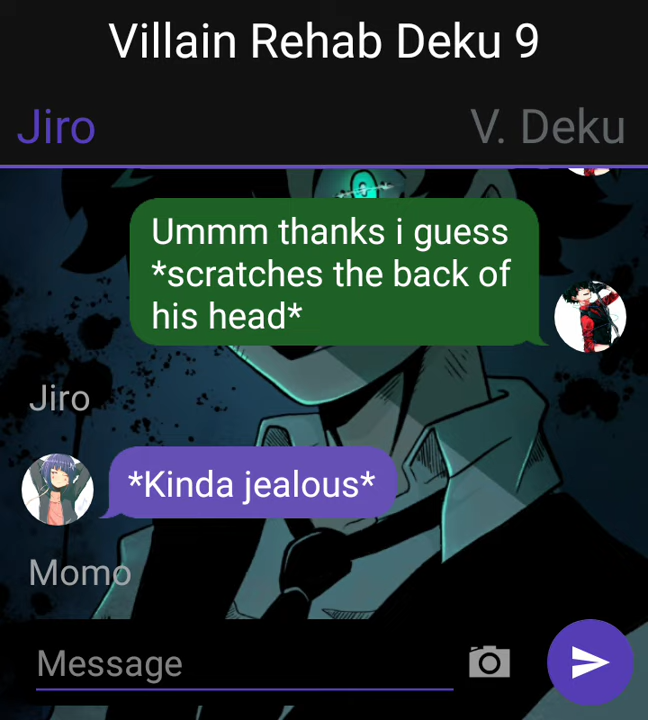 Villain Rehab Deku 9
Jiro
V. Deku
Ummm thanks i guess
*scratches the back of
his head*
Jiro
*Kinda jealous*
Momo
Message